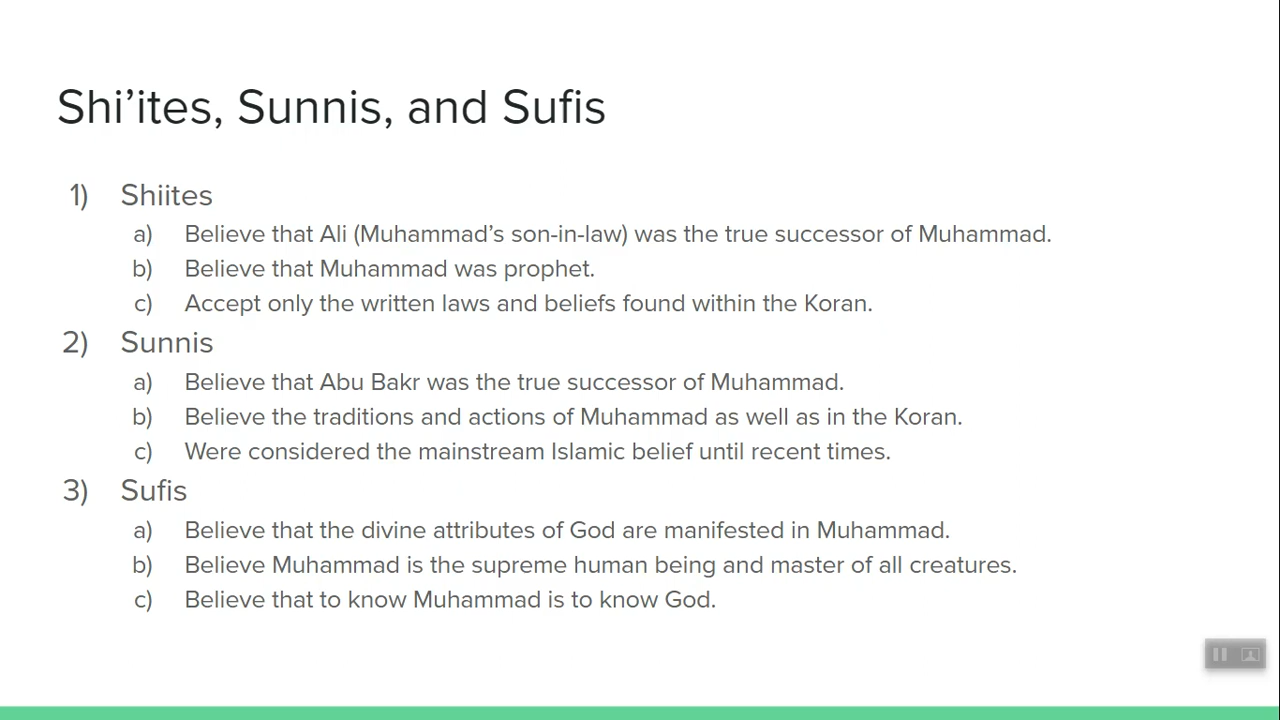 Shi’ites, Sunnis, and Sufis
1) Shiites
a) Believe that Ali (Muhammad’s son-in-law) was the true successor of Muhammad.
b) Believe that Muhammad was prophet.
c) Accept only the written laws and beliefs found within the Koran.
2) Sunnis
a) Believe that Abu Bakr was the true successor of Muhammad.
b) Believe the traditions and actions of Muhammad as well as in the Koran.
c) Were considered the mainstream Islamic belief until recent times.
3) Sufis
a) Believe that the divine attributes of God are manifested in Muhammad.
b) Believe Muhammad is the supreme human being and master of all creatures.
c) Believe that to know Muhammad is to know God.